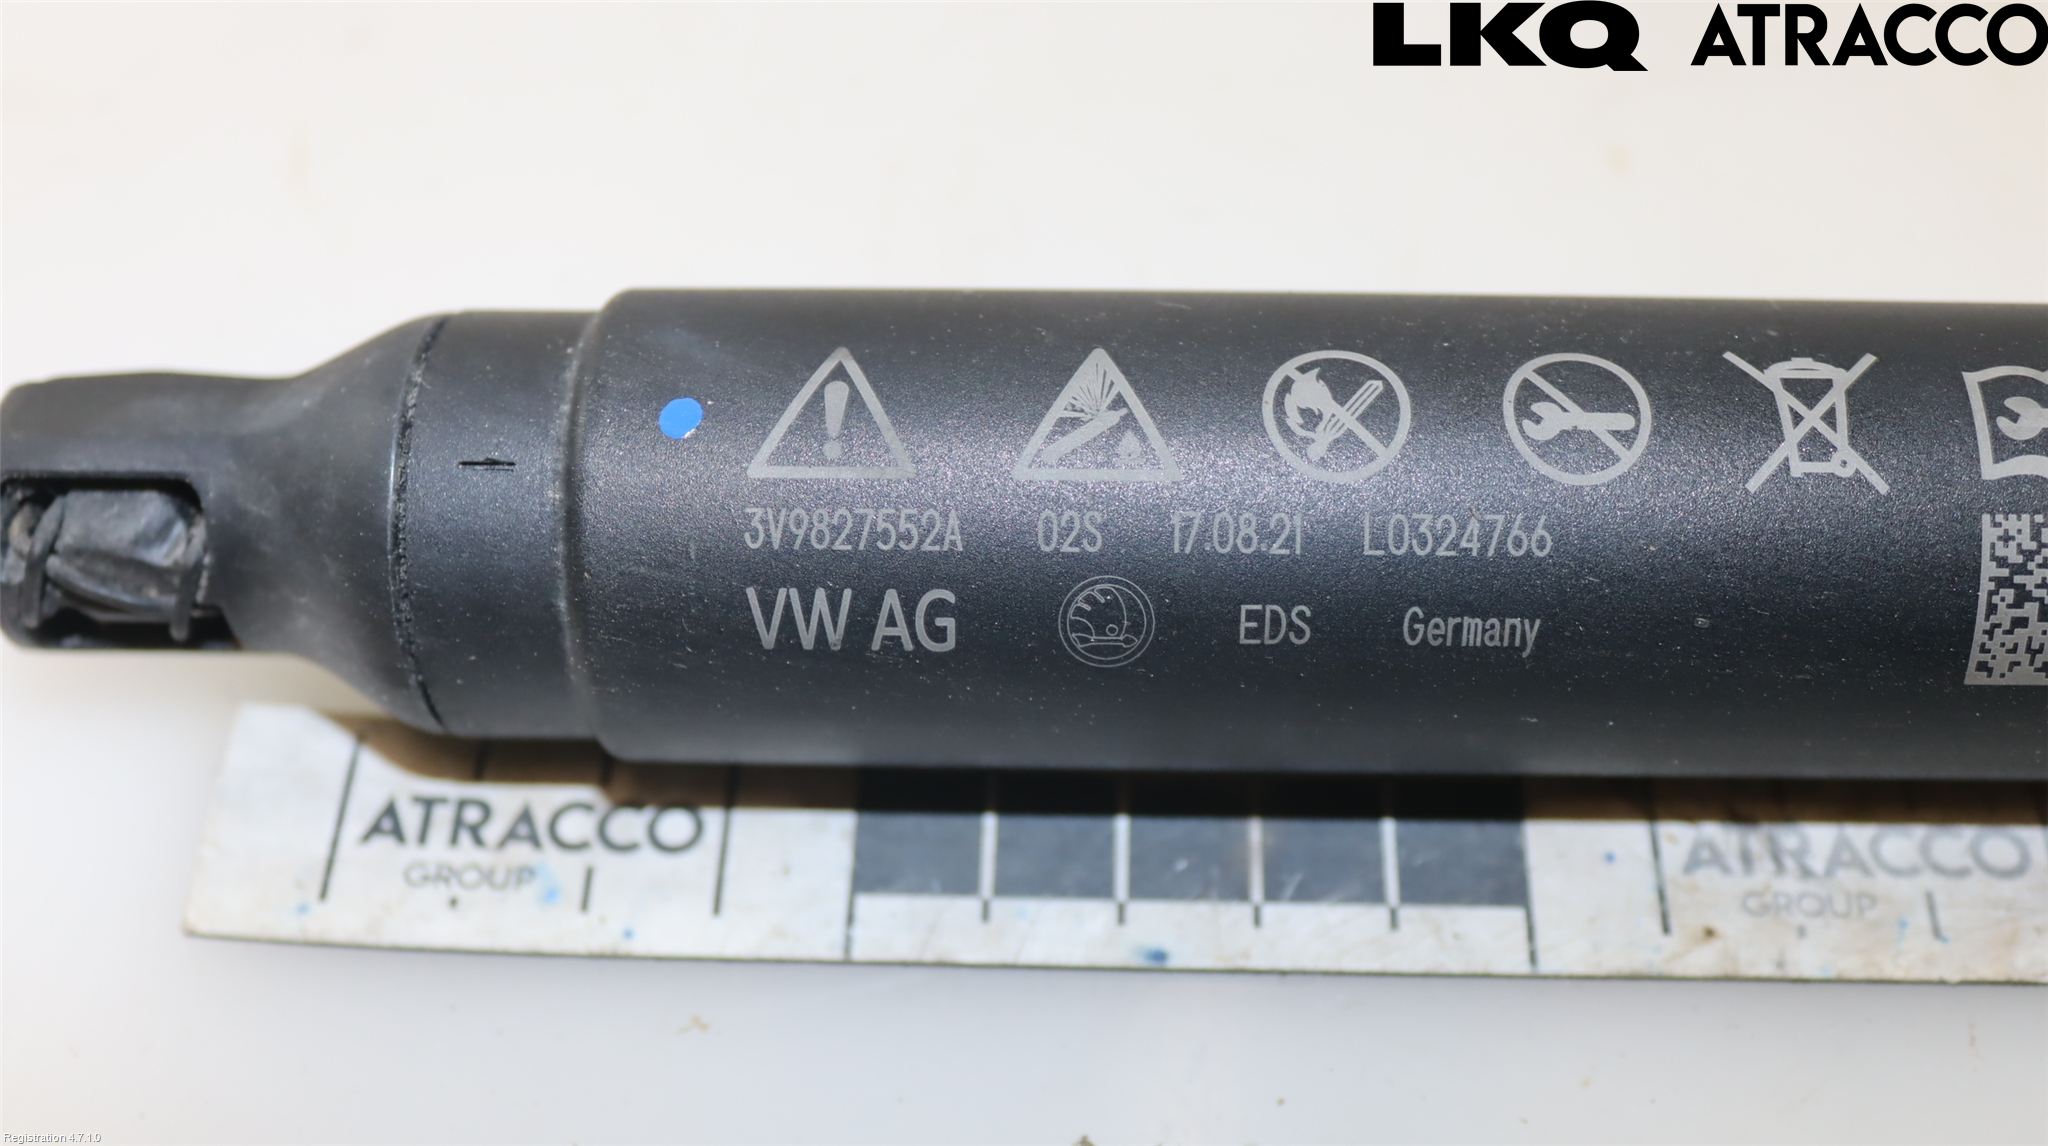 LKQ ATRACCO
3V9827552A 02S 17.08.21 L0324766
VW AG EDS Germany
ATRACCO
GROUP
ATRACCO
GROUP
Registration 4.7.1.0